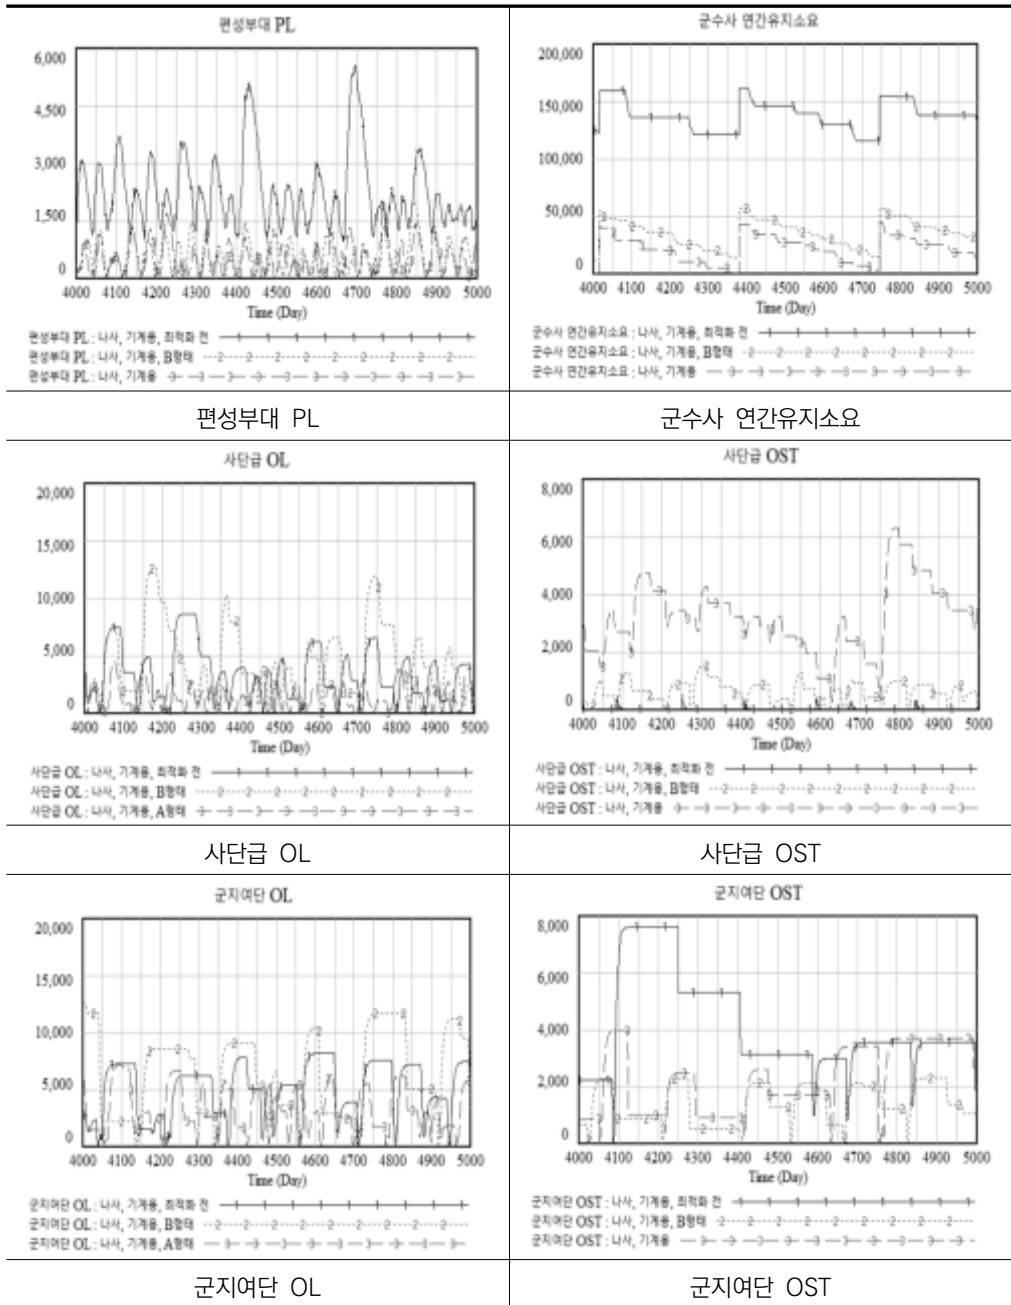 편성부대 PL
6,000
4,500
3,000
1,500
0
4000 4100 4200 4300 4400 4500 4600 4700 4800 4900 5000
Time (Day)
편성부대 PL : 나사, 기계용, 최적화 전
편성부대 PL : 나사, 기계용, B형태
편성부대 PL : 나사, 기계용
편성부대 PL
군수사 연간유지소요
200,000
150,000
100,000
50,000
0
4000 4100 4200 4300 4400 4500 4600 4700 4800 4900 5000
Time (Day)
군수사 연간유지소요 : 나사, 기계용, 최적화 전
군수사 연간유지소요 : 나사, 기계용, B형태
군수사 연간유지소요 : 나사, 기계용
군수사 연간유지소요
사단급 OL
20,000
15,000
10,000
5,000
0
4000 4100 4200 4300 4400 4500 4600 4700 4800 4900 5000
Time (Day)
사단급 OL : 나사, 기계용, 최적화 전
사단급 OL : 나사, 기계용, B형태
사단급 OL : 나사, 기계용, A형태
사단급 OL
사단급 OST
8,000
6,000
4,000
2,000
0
4000 4100 4200 4300 4400 4500 4600 4700 4800 4900 5000
Time (Day)
사단급 OST : 나사, 기계용, 최적화 전
사단급 OST : 나사, 기계용, B형태
사단급 OST : 나사, 기계용
사단급 OST
군지여단 OL
20,000
15,000
10,000
5,000
0
4000 4100 4200 4300 4400 4500 4600 4700 4800 4900 5000
Time (Day)
군지여단 OL : 나사, 기계용, 최적화 전
군지여단 OL : 나사, 기계용, B형태
군지여단 OL : 나사, 기계용, A형태
군지여단 OL
군지여단 OST
8,000
6,000
4,000
2,000
0
4000 4100 4200 4300 4400 4500 4600 4700 4800 4900 5000
Time (Day)
군지여단 OST : 나사, 기계용, 최적화 전
군지여단 OST : 나사, 기계용, B형태
군지여단 OST : 나사, 기계용
군지여단 OST